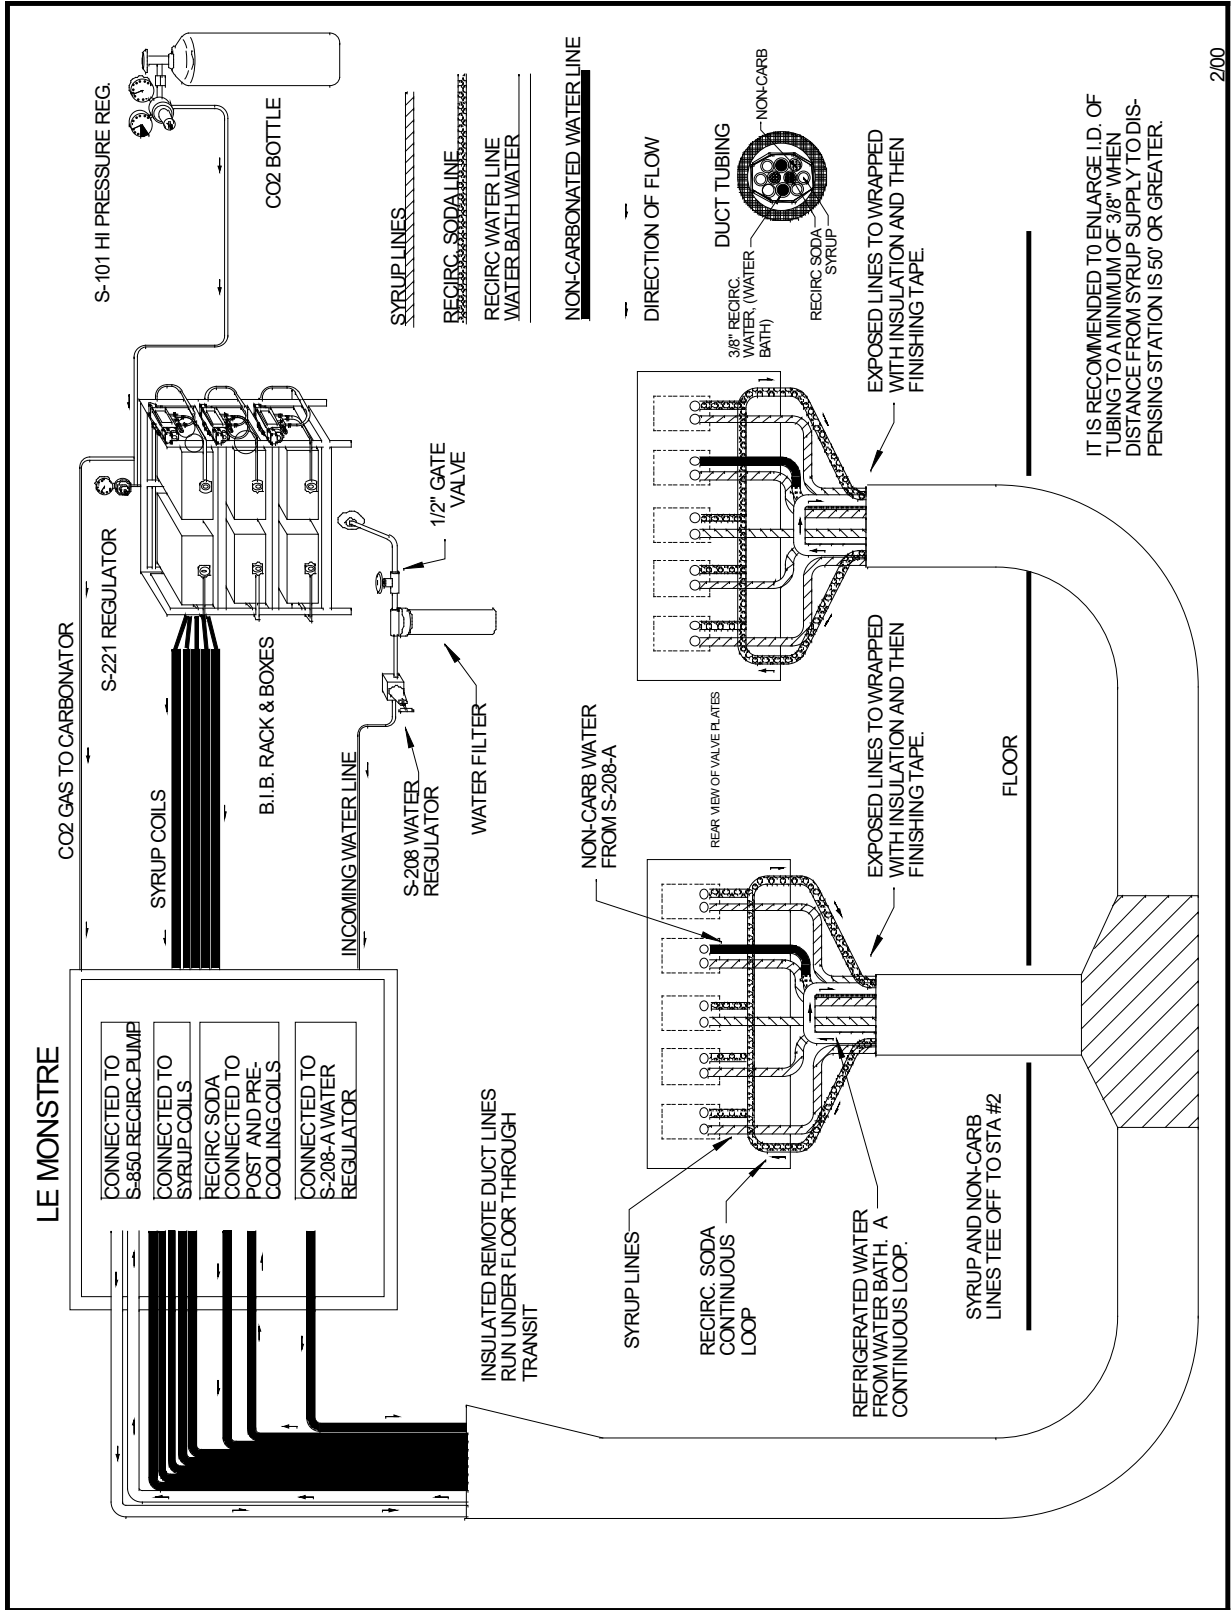 LE MONSTRE
CONNECTED TO
S-850 RECIRC PUMP
CONNECTED TO
SYRUP COILS
RECIRC SODA
CONNECTED TO
POST AND PRE-
COOLING COILS
CONNECTED TO
S-208-A WATER
REGULATOR
CO2 GAS TO CARBONATOR
SYRUP COILS
INCOMING WATER LINE
S-221 REGULATOR
B.I.B. RACK & BOXES
S-208 WATER
REGULATOR
WATER FILTER
1/2" GATE
VALVE
S-101 HI PRESSURE REG.
CO2 BOTTLE
SYRUP LINES
RECIRC. SODA LINE
RECIRC WATER LINE
WATER BATH WATER
NON-CARBONATED WATER LINE
DIRECTION OF FLOW
DUCT TUBING
3/8" RECIRC.
WATER, (WATER
BATH)
NON-CARB
RECIRC SODA
SYRUP
INSULATED REMOTE DUCT LINES
RUN UNDER FLOOR THROUGH
TRANSIT
NON-CARB WATER
FROM S-208-A
REAR VIEW OF VALVE PLATES
SYRUP LINES
RECIRC. SODA
CONTINUOUS
LOOP
REFRIGERATED WATER
FROM WATER BATH. A
CONTINUOUS LOOP.
EXPOSED LINES TO WRAPPED
WITH INSULATION AND THEN
FINISHING TAPE.
EXPOSED LINES TO WRAPPED
WITH INSULATION AND THEN
FINISHING TAPE.
SYRUP AND NON-CARB
LINES TEE OFF TO STA #2
FLOOR
IT IS RECOMMENDED TO ENLARGE I.D. OF
TUBING TO A MINIMUM OF 3/8" WHEN
DISTANCE FROM SYRUP SUPPLY TO DIS-
PENSING STATION IS 50' OR GREATER.
2/00